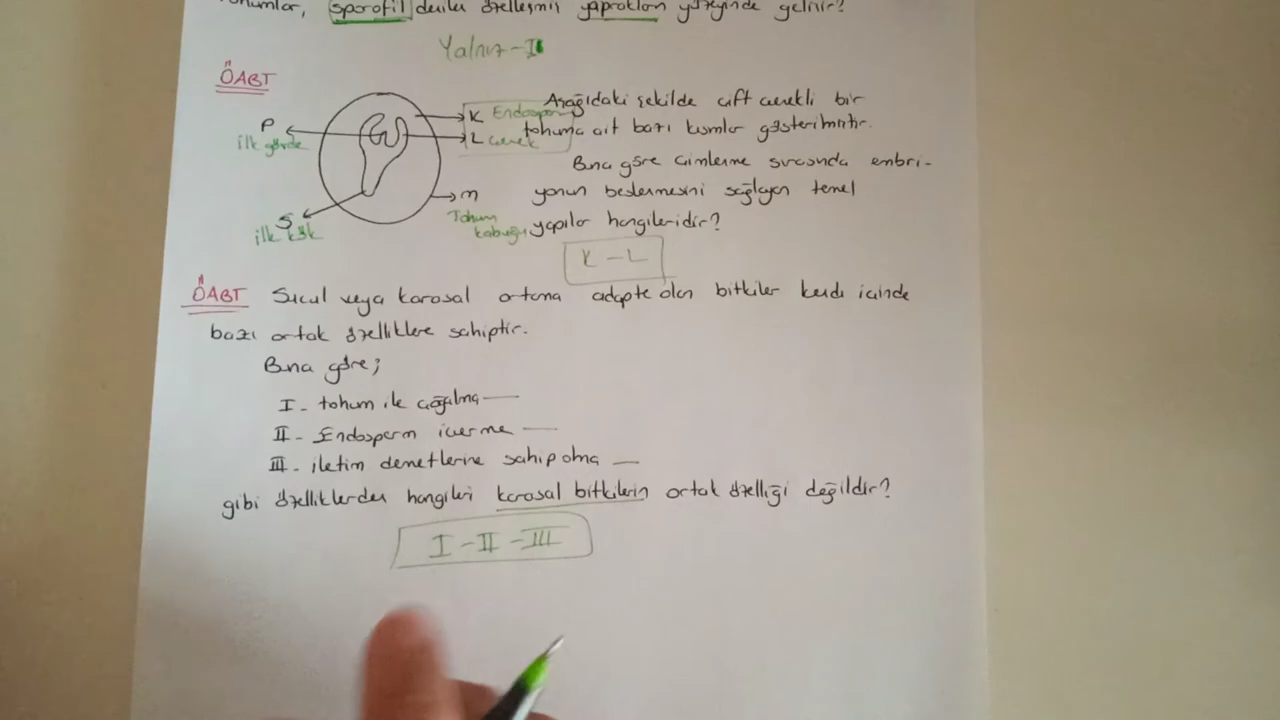 tohumlar, sporofil denilen özelleşmiş yaprakları yüzeyinde gelişir?
Yalnız-II
ÖABT
P
ilk gövde
S
ilk kök
K Endosperm
L çenek
m
Tohum
kabuğu
Aşağıdaki şekilde çift çenekli bir
tohuma ait bazı kısımlar gösterilmiştir.
Buna göre çimlenme sırasında embri-
yonun beslenmesini sağlayan temel
yapılar hangileridir?
K - L
ÖABT Sucul veya karasal ortama adapte olan bitkiler kendi içinde
bazı ortak özelliklere sahiptir.
Buna göre;
I - tohum ile çoğalma
II - Endosperm içerme
III - iletim demetlerine sahip olma
gibi özelliklerden hangileri karasal bitkilerin ortak özelliği değildir?
I - II - III